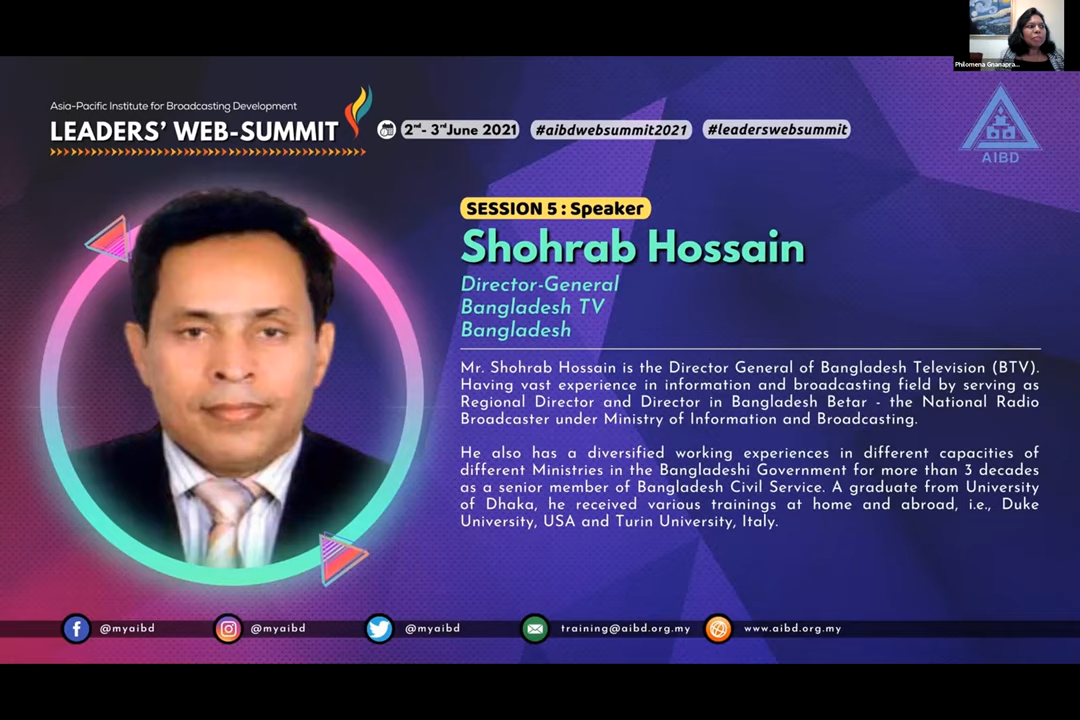 Philomena Gnanapra...
Asia-Pacific Institute for Broadcasting Development
LEADERS' WEB-SUMMIT
2nd- 3rd June 2021
#aibdwebsummit2021
#leaderswebsummit
AIBD
SESSION 5 : Speaker
Shohrab Hossain
Director-General
Bangladesh TV
Bangladesh
Mr. Shohrab Hossain is the Director General of Bangladesh Television (BTV).
Having vast experience in information and broadcasting field by serving as
Regional Director and Director in Bangladesh Betar - the National Radio
Broadcaster under Ministry of Information and Broadcasting.
He also has a diversified working experiences in different capacities of
different Ministries in the Bangladeshi Government for more than 3 decades
as a senior member of Bangladesh Civil Service. A graduate from University
of Dhaka, he received various trainings at home and abroad, i.e., Duke
University, USA and Turin University, Italy.
@myaibd
@myaibd
@myaibd
training@aibd.org.my
www.aibd.org.my